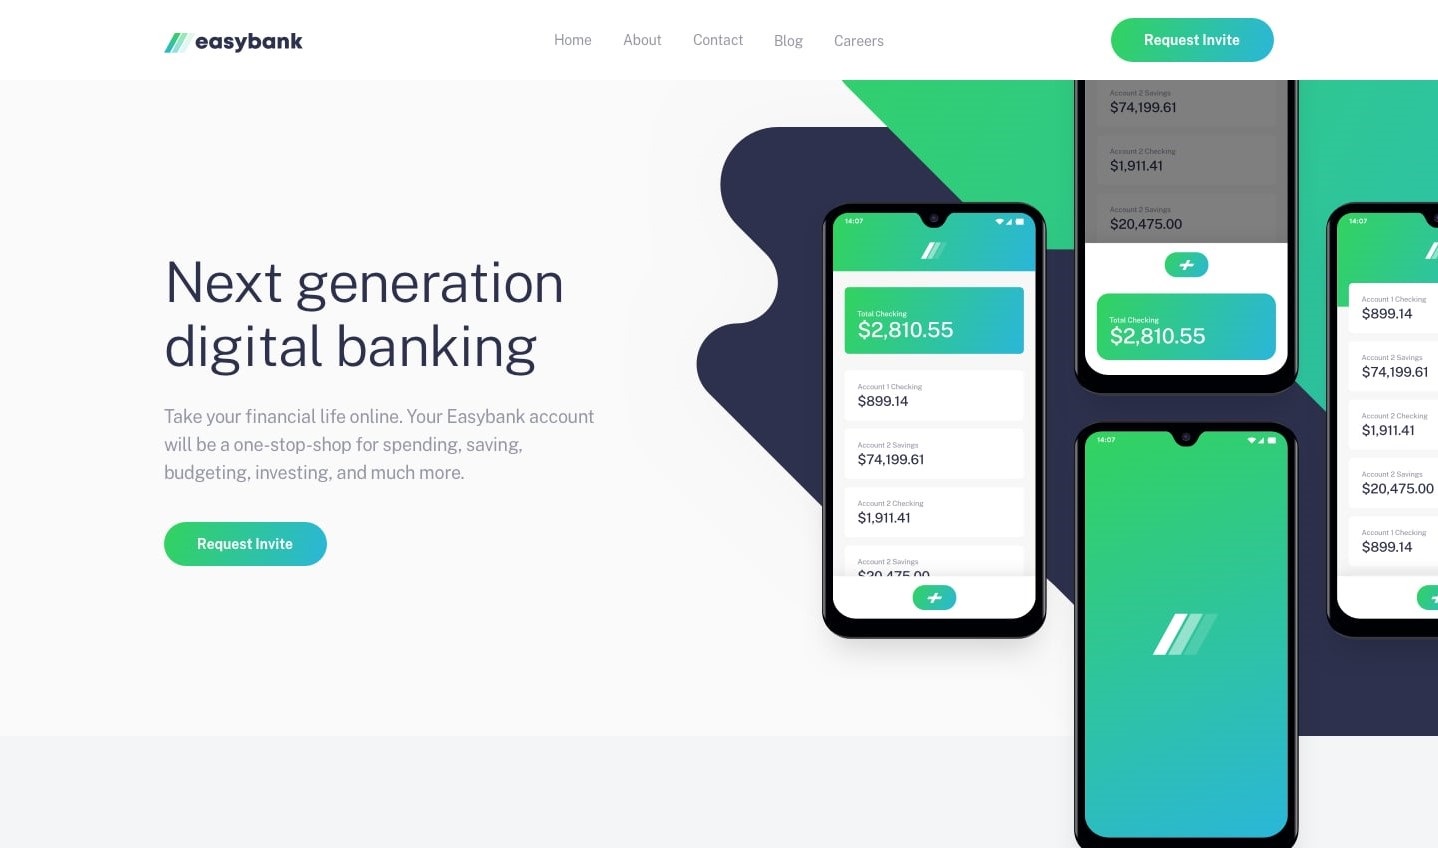 easybank
Home
About
Contact
Blog
Careers
Request Invite
Next generation
digital banking
Take your financial life online. Your Easybank account
will be a one-stop-shop for spending, saving,
budgeting, investing, and much more.
Request Invite
14:07
Total Checking
$2,810.55
Account 1 Checking
$899.14
Account 2 Savings
$74,199.61
Account 2 Checking
$1,911.41
Account 2 Savings
$20,475.00
Account 2 Savings
$74,199.61
Account 2 Checking
$1,911.41
Account 2 Savings
$20,475.00
Total Checking
$2,810.55
14:07
14:07
Account 1 Checking
$899.14
Account 2 Savings
$74,199.61
Account 2 Checking
$1,911.41
Account 2 Savings
$20,475.00
Account 1 Checking
$899.14